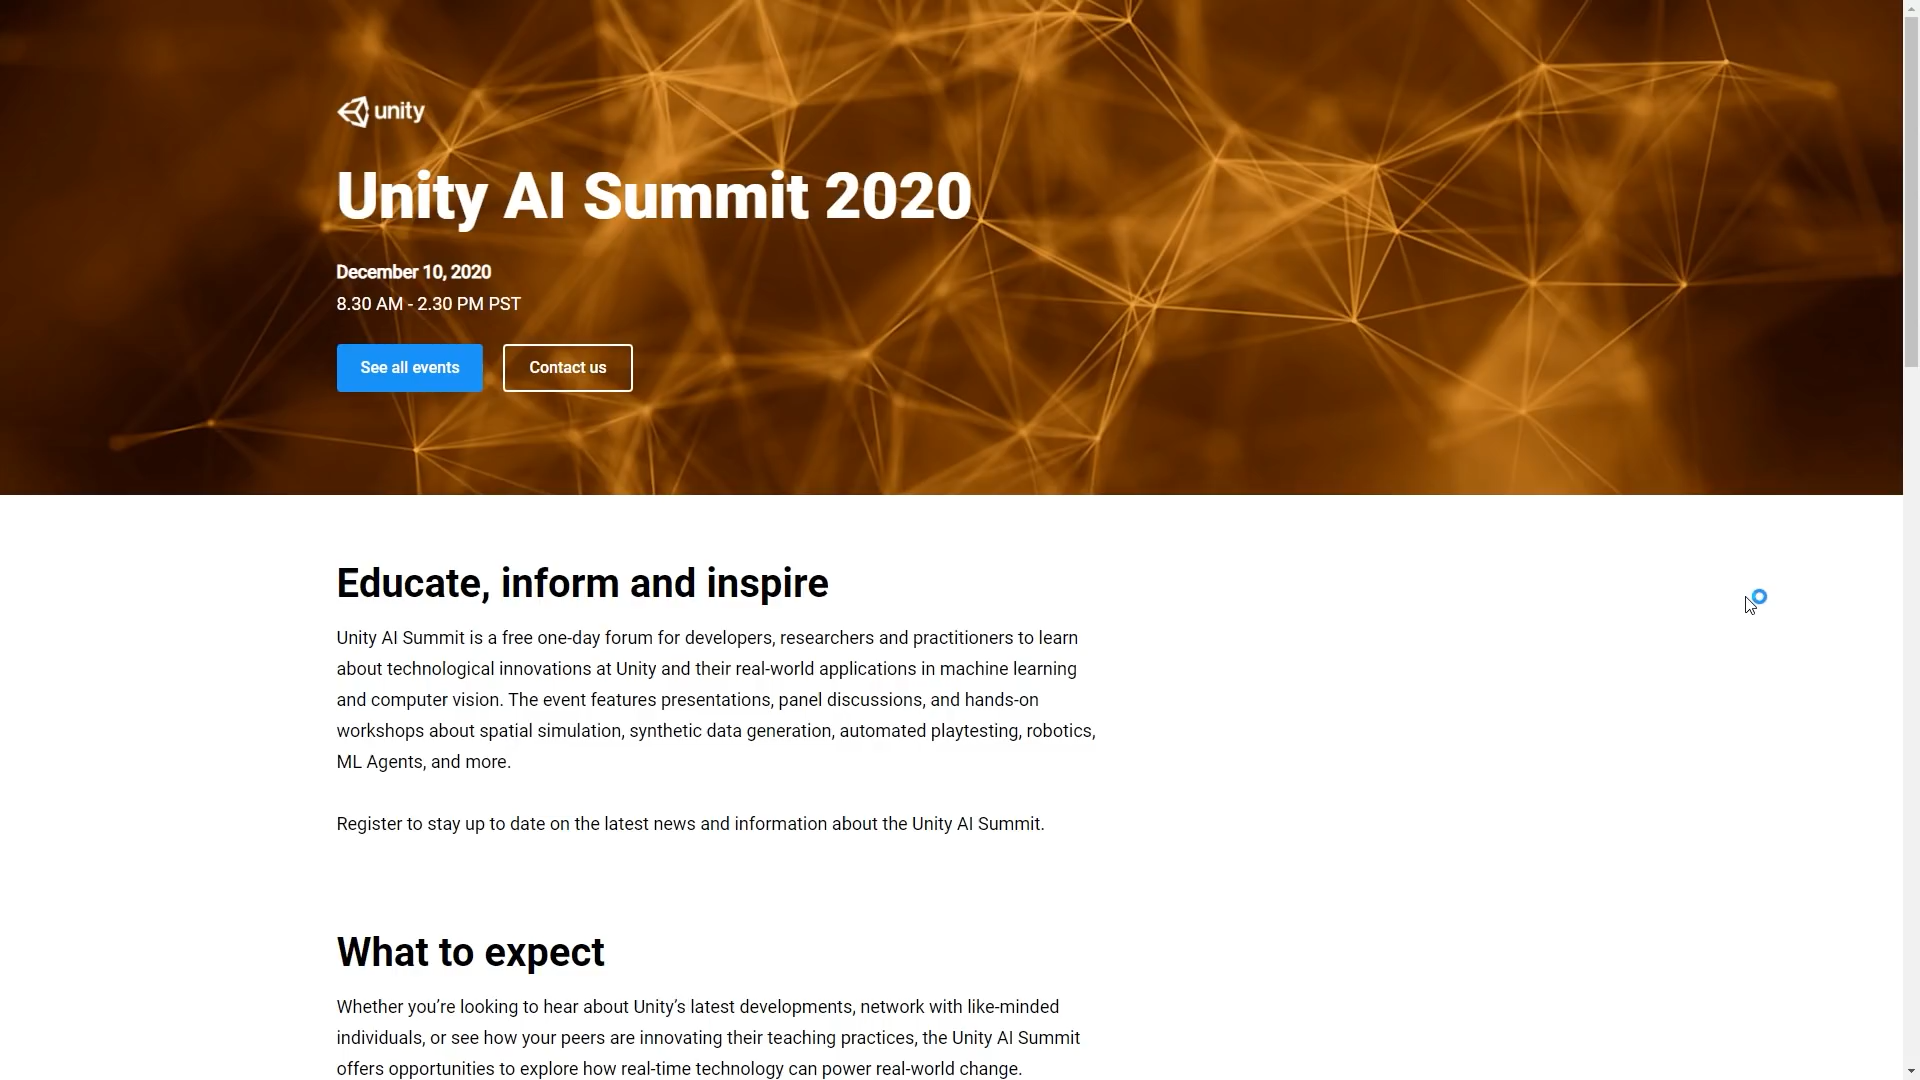 unity
Unity AI Summit 2020
December 10, 2020
8.30 AM - 2.30 PM PST
See all events
Contact us
Educate, inform and inspire
Unity AI Summit is a free one-day forum for developers, researchers and practitioners to learn
about technological innovations at Unity and their real-world applications in machine learning
and computer vision. The event features presentations, panel discussions, and hands-on
workshops about spatial simulation, synthetic data generation, automated playtesting, robotics,
ML Agents, and more.
Register to stay up to date on the latest news and information about the Unity AI Summit.
What to expect
Whether you’re looking to hear about Unity’s latest developments, network with like-minded
individuals, or see how your peers are innovating their teaching practices, the Unity AI Summit
offers opportunities to explore how real-time technology can power real-world change.